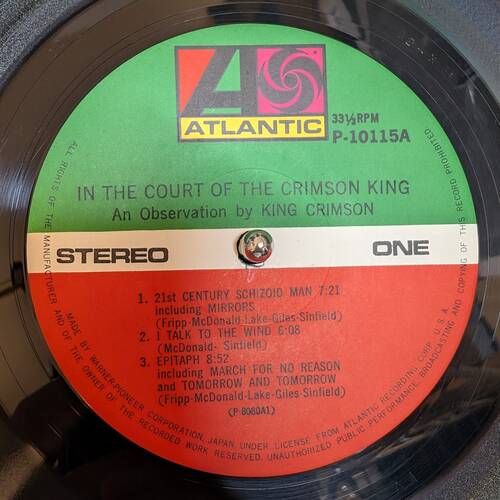 ATLANTIC
33⅓RPM
P-10115A
IN THE COURT OF THE CRIMSON KING
An Observation by KING CRIMSON
STEREO
ONE
1. 21st CENTURY SCHIZOID MAN 7:21
including MIRRORS
(Fripp-McDonald-Lake-Giles-Sinfield)
2. I TALK TO THE WIND 6:08
(McDonald- Sinfield)
3. EPITAPH 8:52
including MARCH FOR NO REASON
and TOMORROW AND TOMORROW
(Fripp-McDonald-Lake-Giles-Sinfield)
(P-8080A1)
MADE BY WARNER-PIONEER CORPORATION, JAPAN, UNDER LICENSE FROM ATLANTIC RECORDING CORP. U.S.A.
ALL RIGHTS OF THE MANUFACTURER AND OF THE OWNER OF THE RECORDED WORK RESERVED. UNAUTHORIZED PUBLIC PERFORMANCE, BROADCASTING AND COPYING OF THIS RECORD PROHIBITED